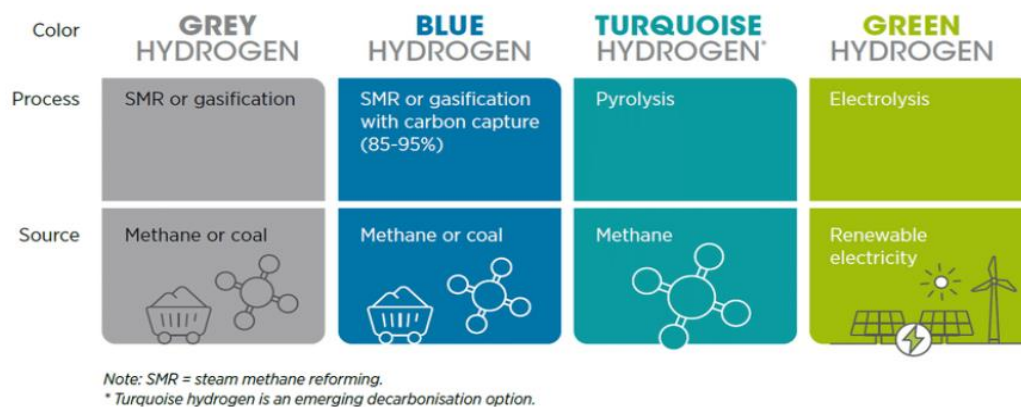 Color
GREY
HYDROGEN
BLUE
HYDROGEN
TURQUOISE
HYDROGEN*
GREEN
HYDROGEN
Process
SMR or gasification
SMR or gasification
with carbon capture
(85-95%)
Pyrolysis
Electrolysis
Source
Methane or coal
Methane or coal
Methane
Renewable
electricity
Note: SMR = steam methane reforming.
* Turquoise hydrogen is an emerging decarbonisation option.